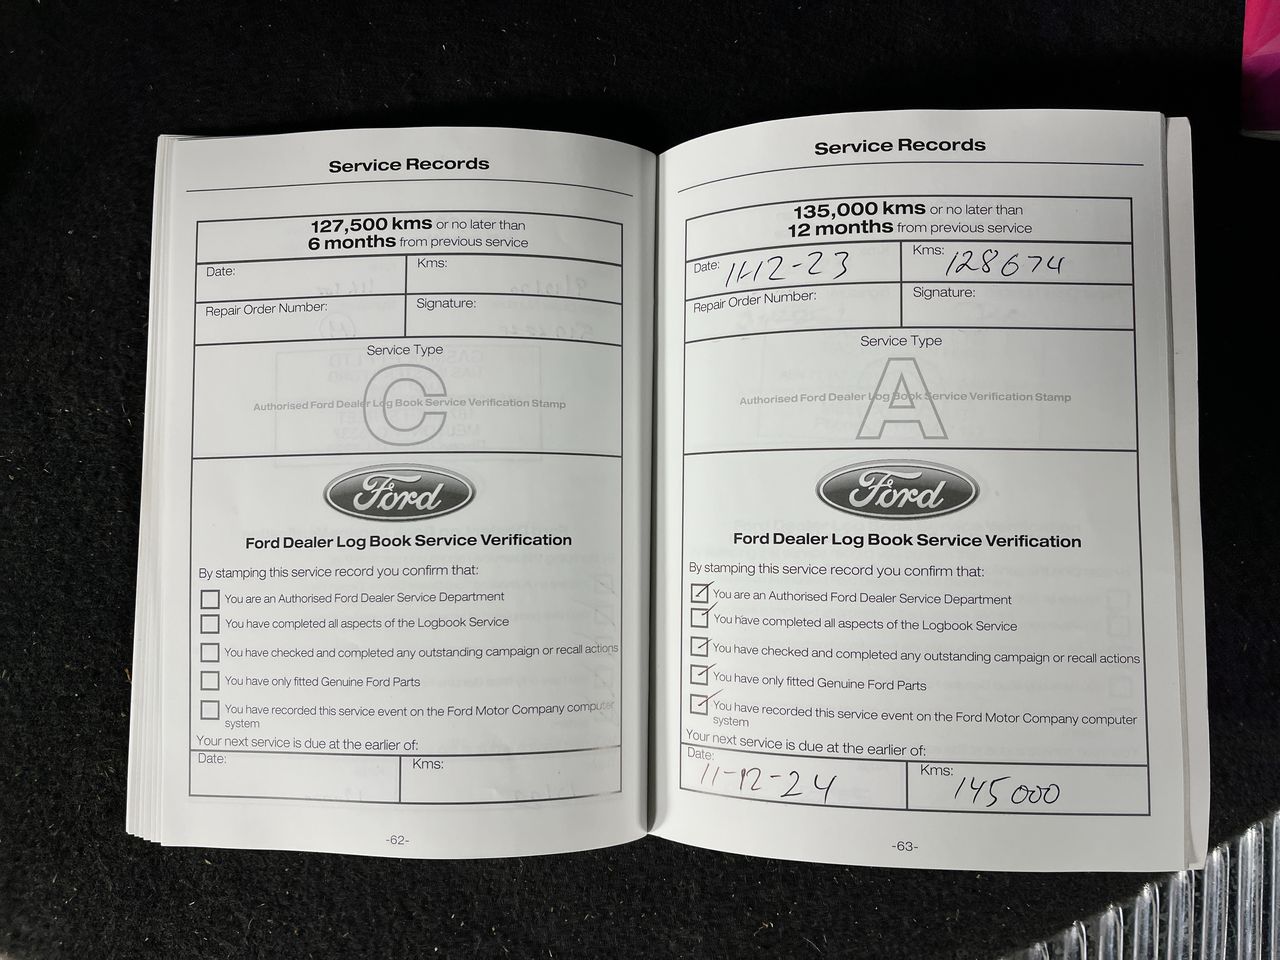 Service Records
127,500 kms or no later than
6 months from previous service
Date:
Kms:
Repair Order Number:
Signature:
Service Type
C
Authorised Ford Dealer Log Book Service Verification Stamp
Ford
Ford Dealer Log Book Service Verification
By stamping this service record you confirm that:
You are an Authorised Ford Dealer Service Department
You have completed all aspects of the Logbook Service
You have checked and completed any outstanding campaign or recall actions
You have only fitted Genuine Ford Parts
You have recorded this service event on the Ford Motor Company computer
system
Your next service is due at the earlier of:
Date:
Kms:
-62-
Service Records
135,000 kms or no later than
12 months from previous service
Date: 11-12-23
Kms: 128674
Repair Order Number:
Signature:
Service Type
A
Authorised Ford Dealer Log Book Service Verification Stamp
Ford
Ford Dealer Log Book Service Verification
By stamping this service record you confirm that:
You are an Authorised Ford Dealer Service Department
You have completed all aspects of the Logbook Service
You have checked and completed any outstanding campaign or recall actions
You have only fitted Genuine Ford Parts
You have recorded this service event on the Ford Motor Company computer
system
Your next service is due at the earlier of:
Date: 11-12-24
Kms: 145000
-63-